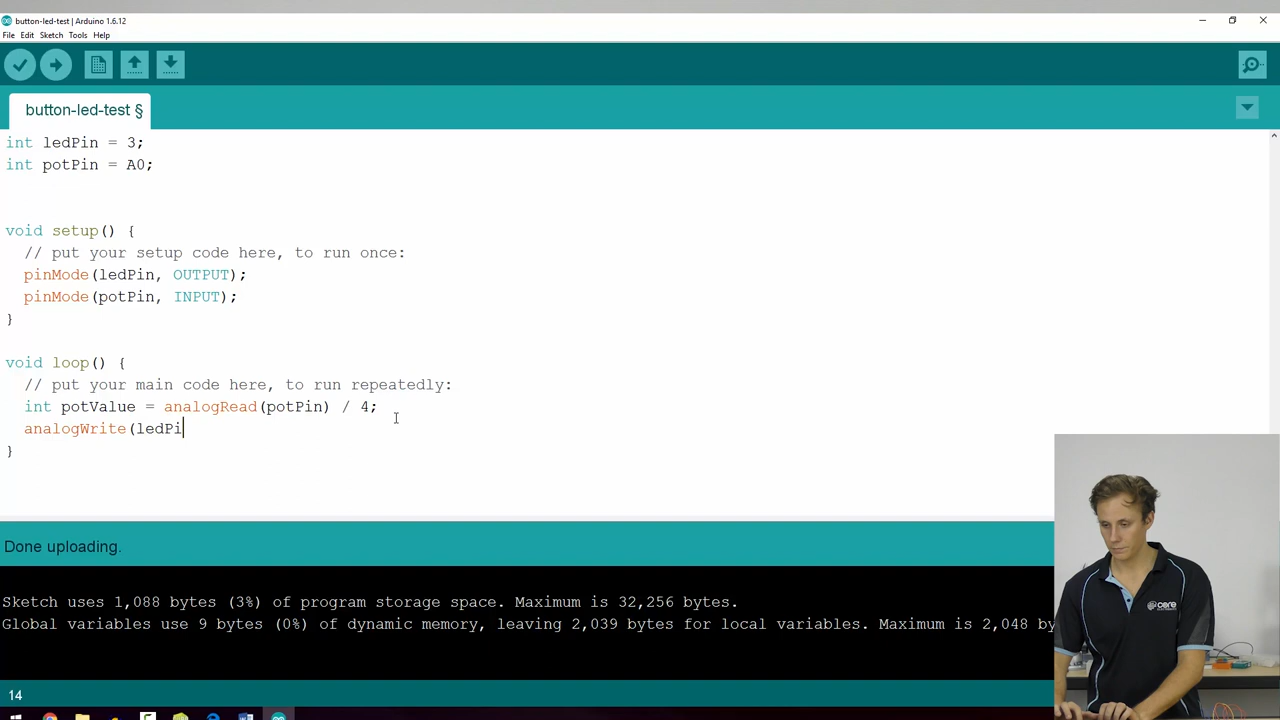 button-led-test | Arduino 1.6.12
File Edit Sketch Tools Help
button-led-test §
int ledPin = 3;
int potPin = A0;
void setup() {
// put your setup code here, to run once:
pinMode(ledPin, OUTPUT);
pinMode(potPin, INPUT);
}
void loop() {
// put your main code here, to run repeatedly:
int potValue = analogRead(potPin) / 4;
analogWrite(ledPi
}
Done uploading.
Sketch uses 1,088 bytes (3%) of program storage space. Maximum is 32,256 bytes.
Global variables use 9 bytes (0%) of dynamic memory, leaving 2,039 bytes for local variables. Maximum is 2,048 by
14
core